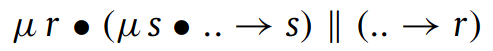 μ r • (μ s • .. → s) ∥ (.. → r)